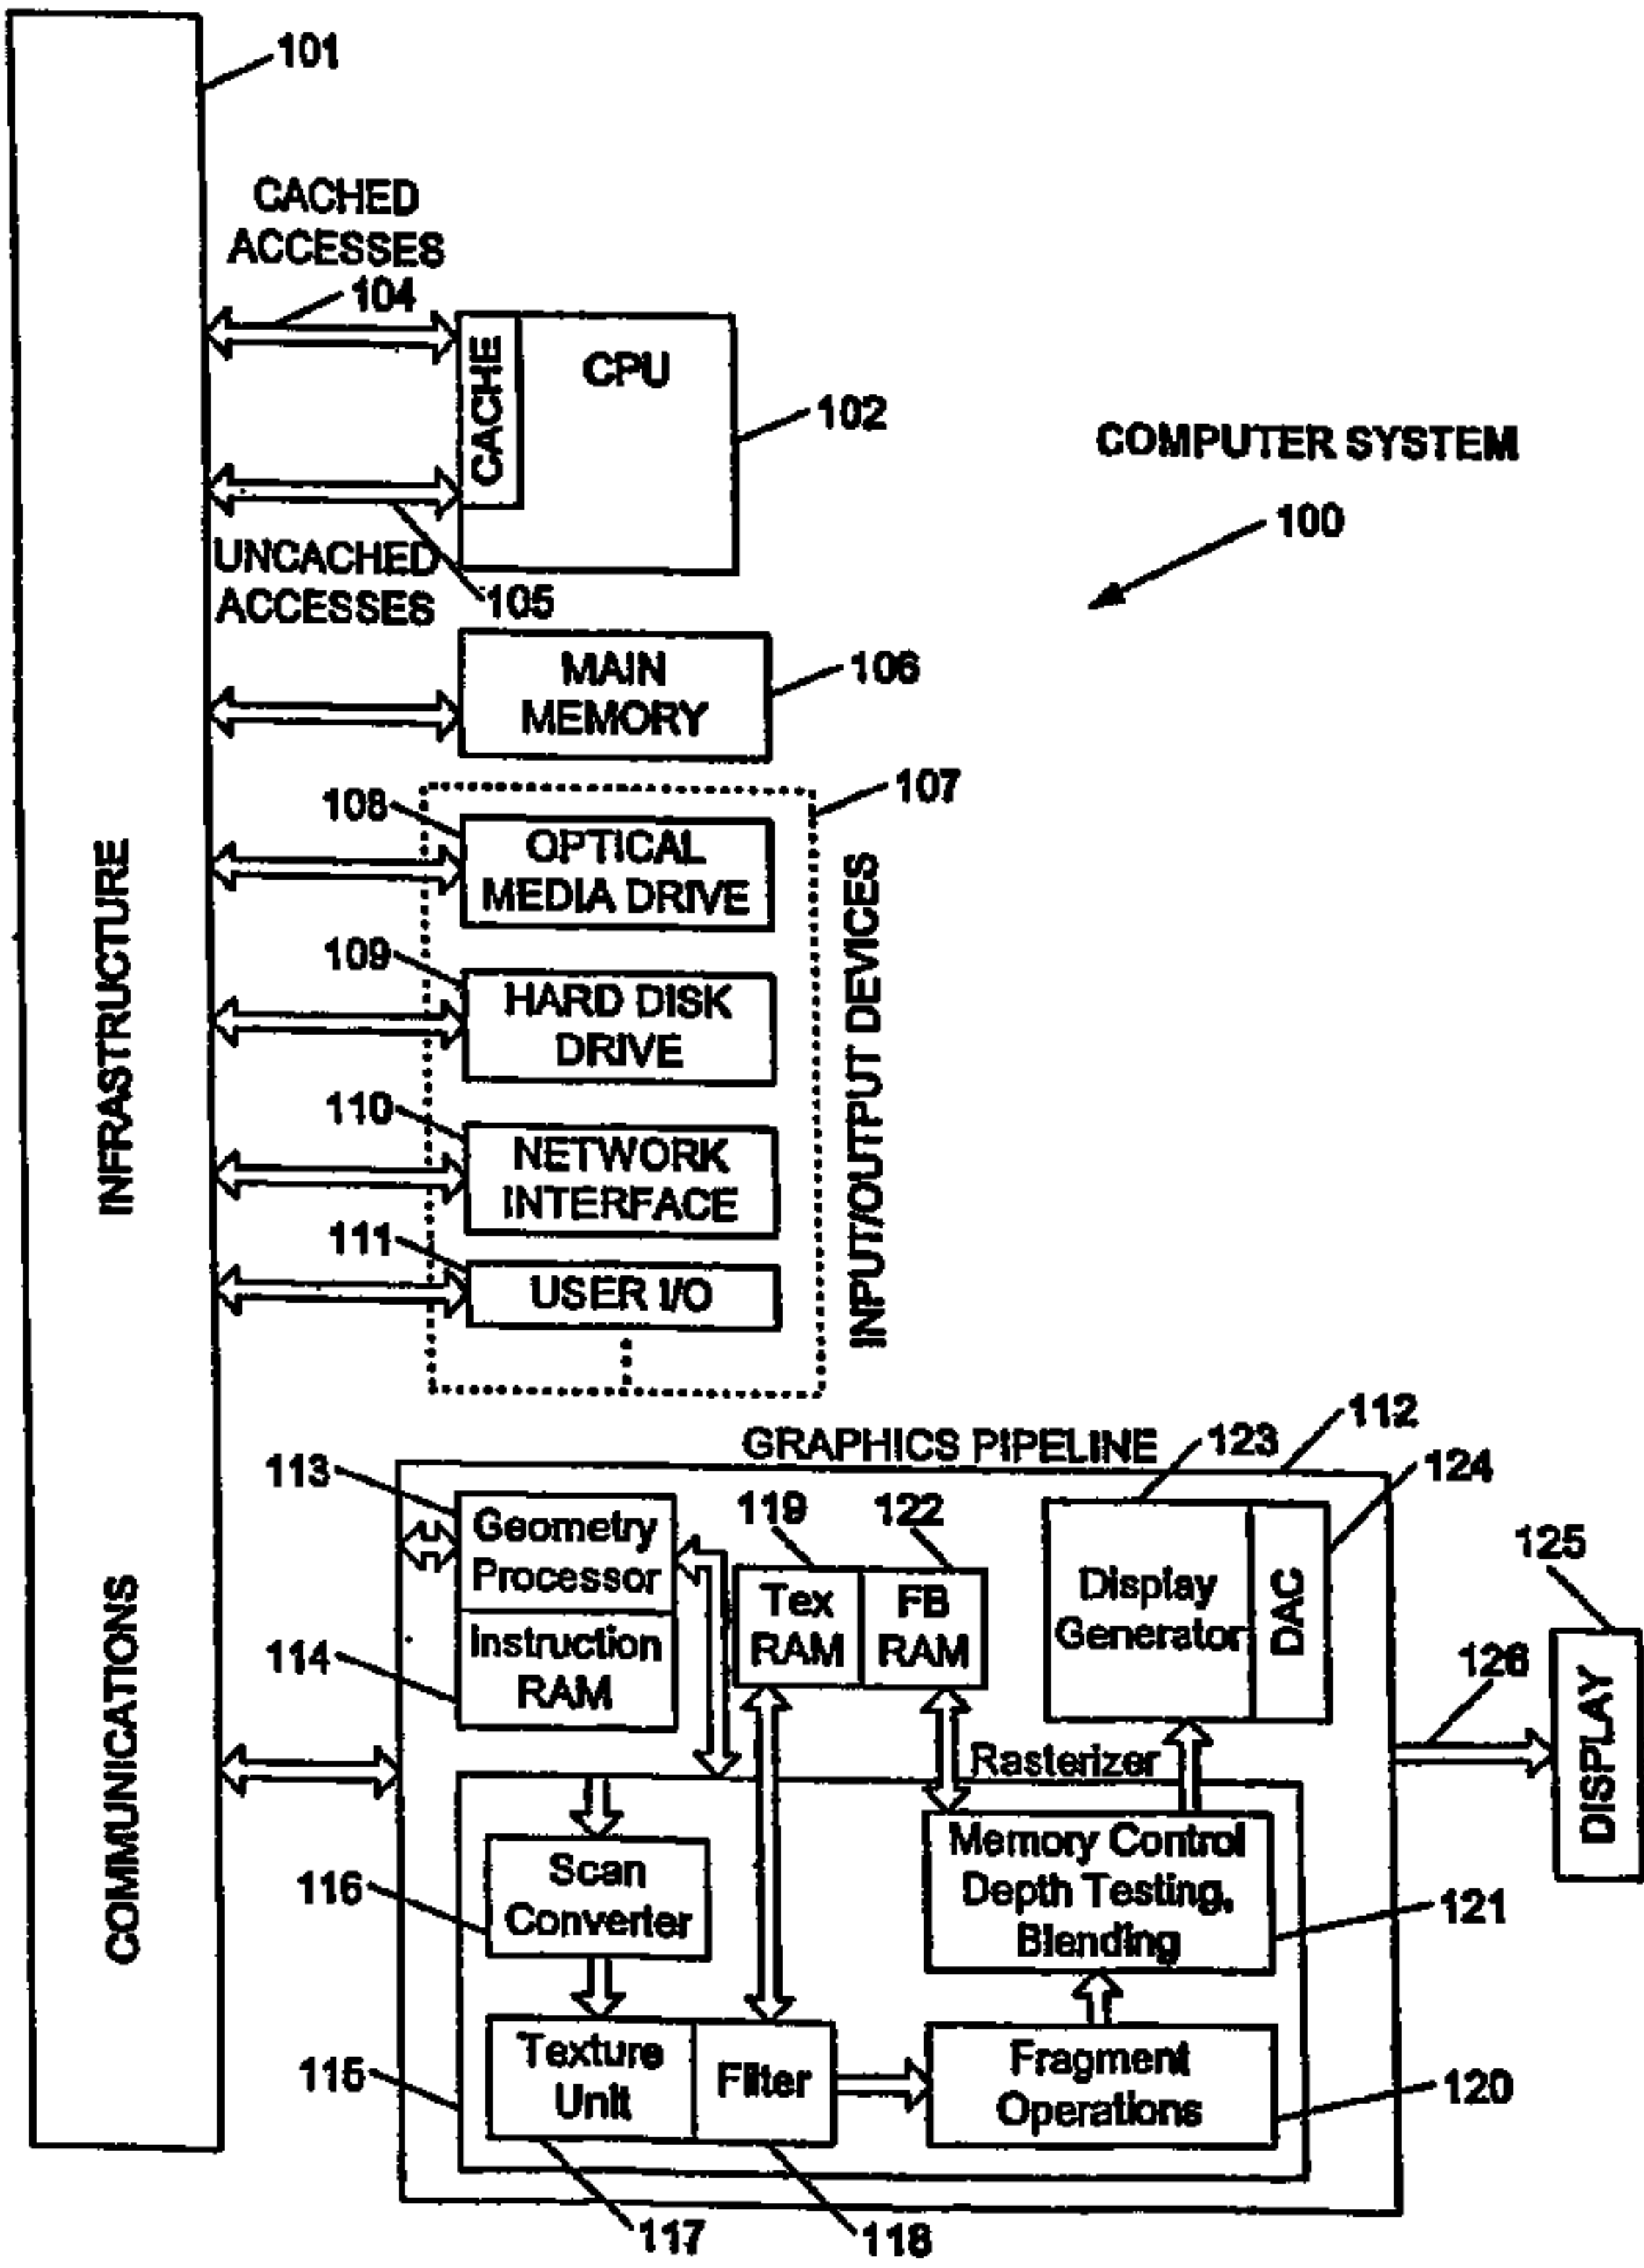 101
CACHED
ACCESSES
104
CACHE
CPU
102
COMPUTER SYSTEM
100
UNCACHED
ACCESSES
105
MAIN
MEMORY
106
107
108
OPTICAL
MEDIA DRIVE
109
HARD DISK
DRIVE
110
NETWORK
INTERFACE
111
USER I/O
INPUT/OUTPUT DEVICES
COMMUNICATIONS INFRASTRUCTURE
GRAPHICS PIPELINE
112
113
Geometry
Processor
114
Instruction
RAM
119
Tex
RAM
122
FB
RAM
123
Display
Generator
124
DAC
125
DISPLAY
126
Rasterizer
116
Scan
Converter
Memory Control
Depth Testing,
Blending
121
115
Texture
Unit
Filter
Fragment
Operations
120
117
118